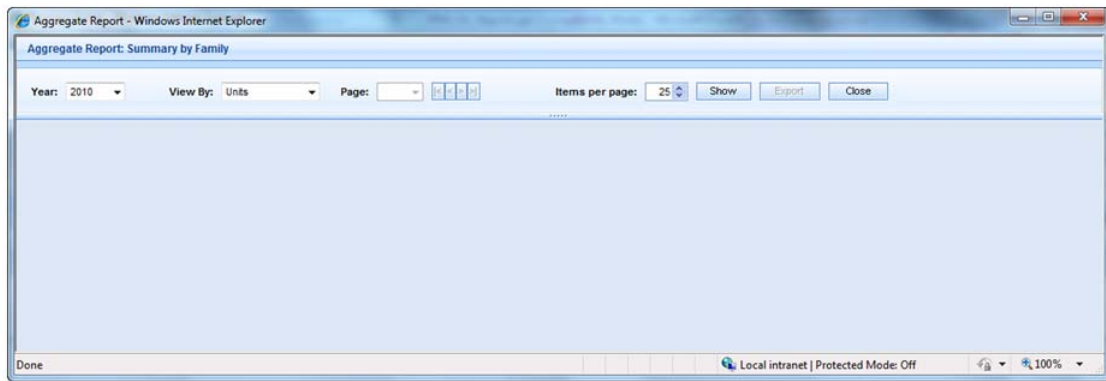 Aggregate Report - Windows Internet Explorer
Aggregate Report: Summary by Family
Year: 2010 View By: Units Page: Items per page: 25 Show Export Close
Done Local intranet | Protected Mode: Off 100%